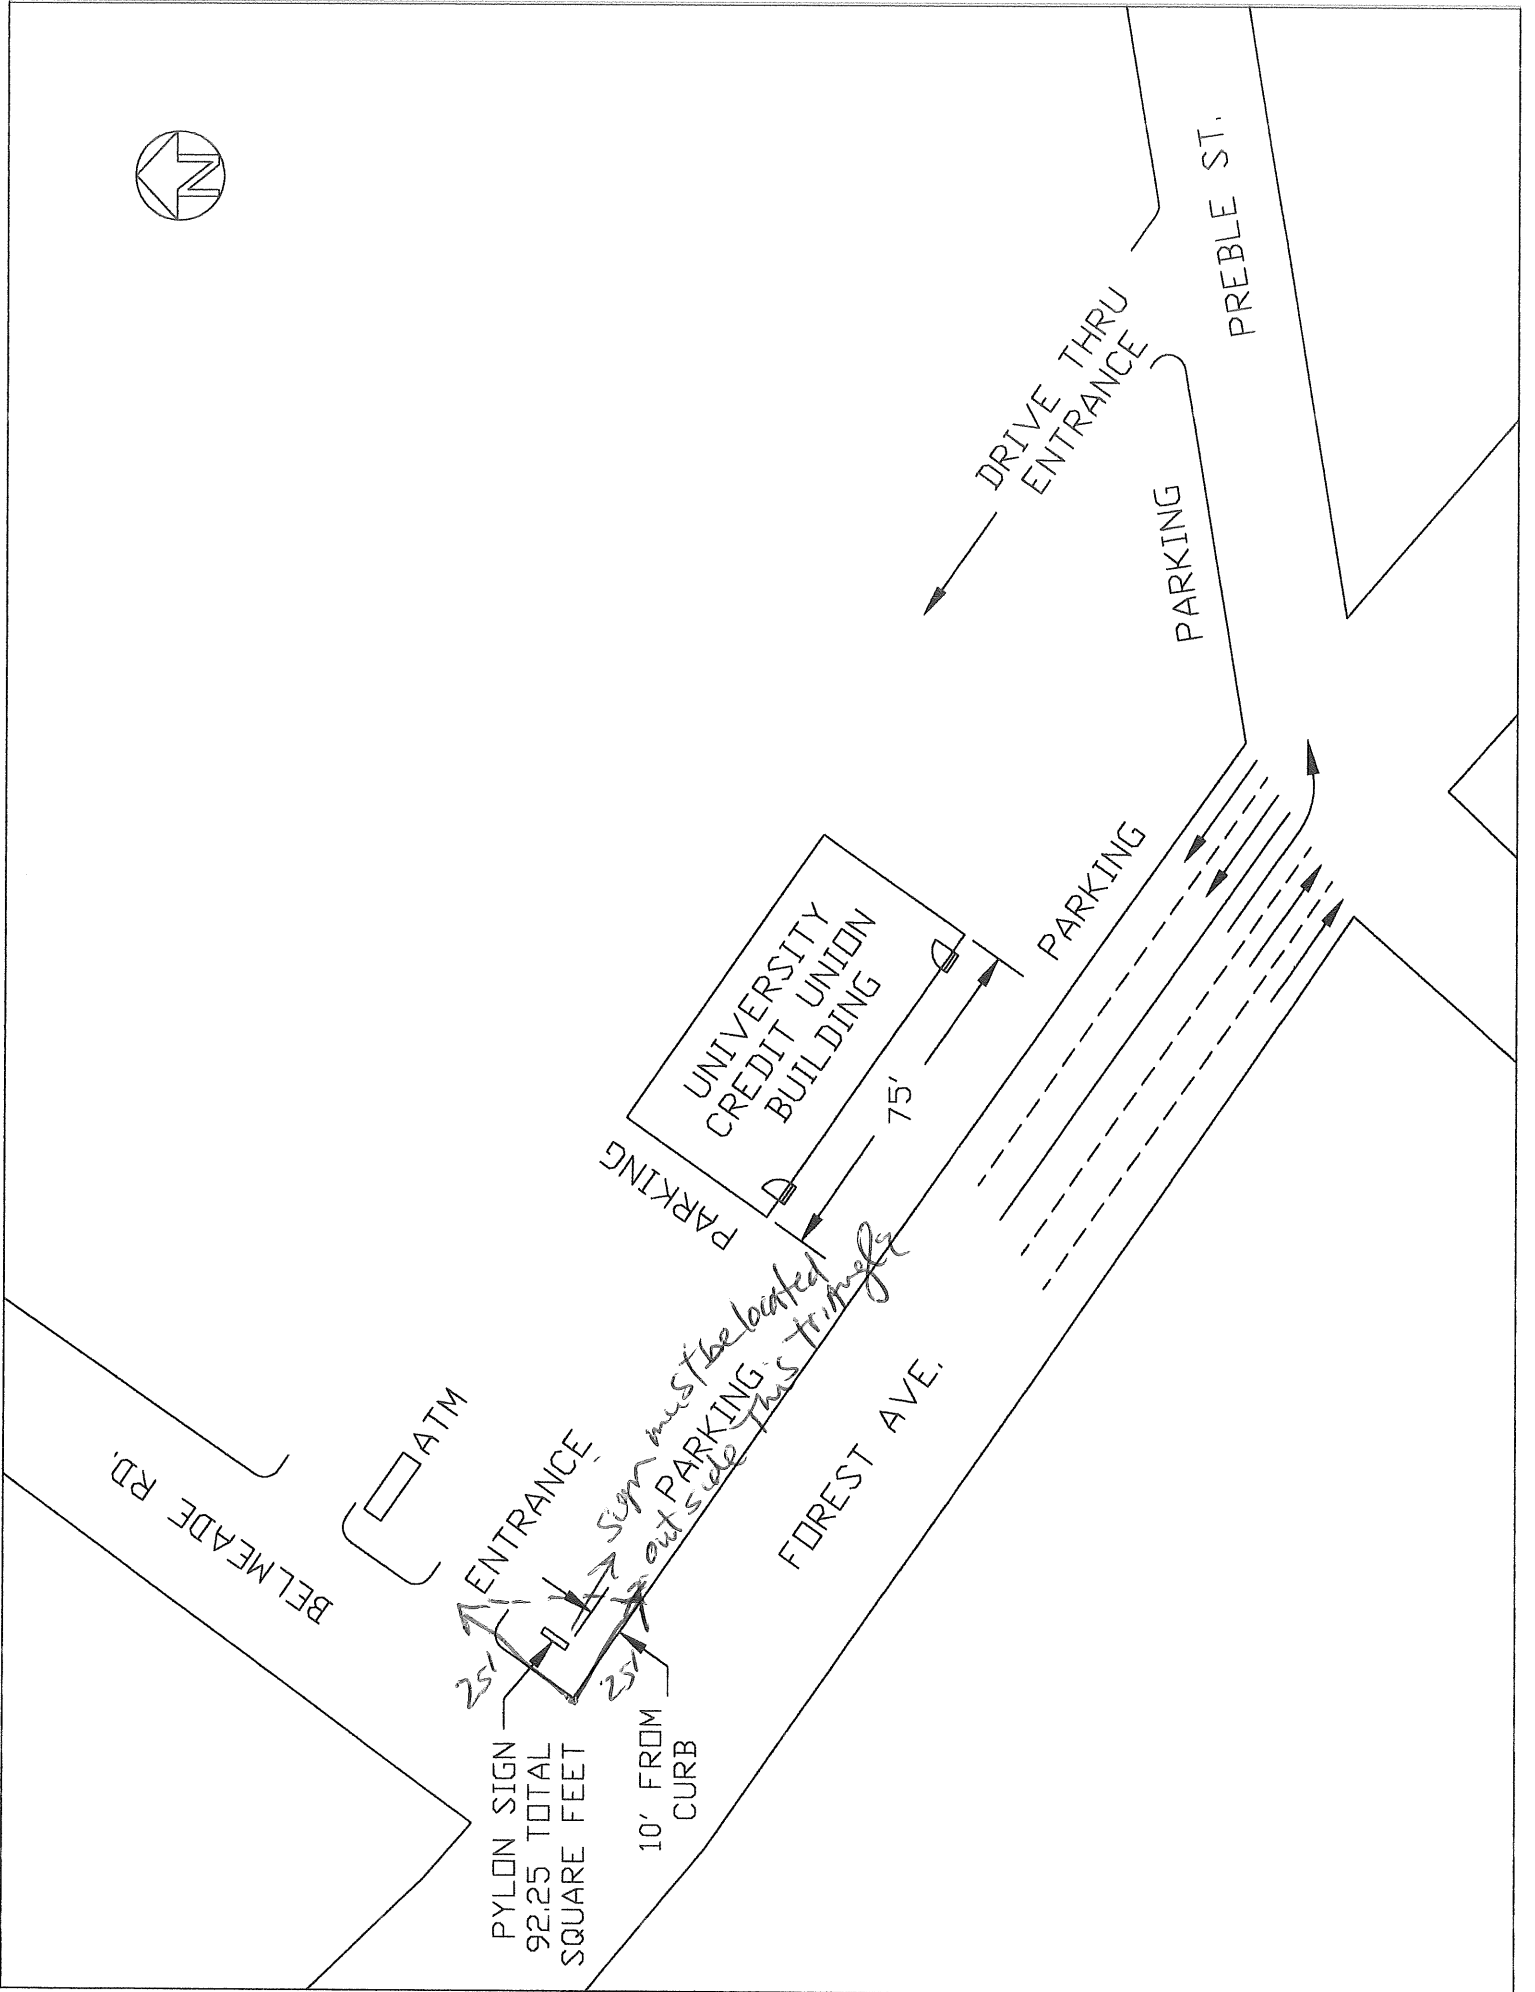 N
BELMEADE RD.
ATM
ENTRANCE
PARKING
UNIVERSITY
CREDIT UNION
BUILDING
75'
PARKING
PARKING
sign must be located
outside this triangle
25'
25'
PYLON SIGN
92.25 TOTAL
SQUARE FEET
10' FROM
CURB
FOREST AVE.
DRIVE THRU
ENTRANCE
PARKING
PREBLE ST.